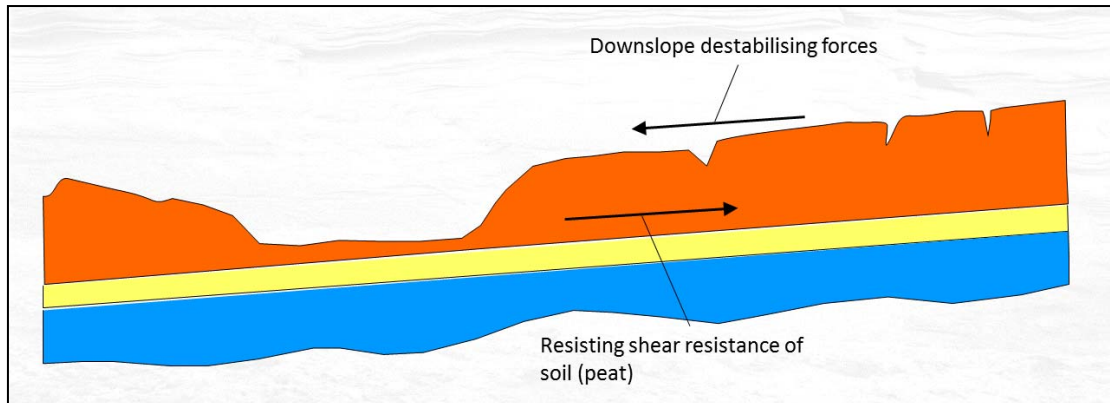 Downslope destabilising forces
Resisting shear resistance of
soil (peat)